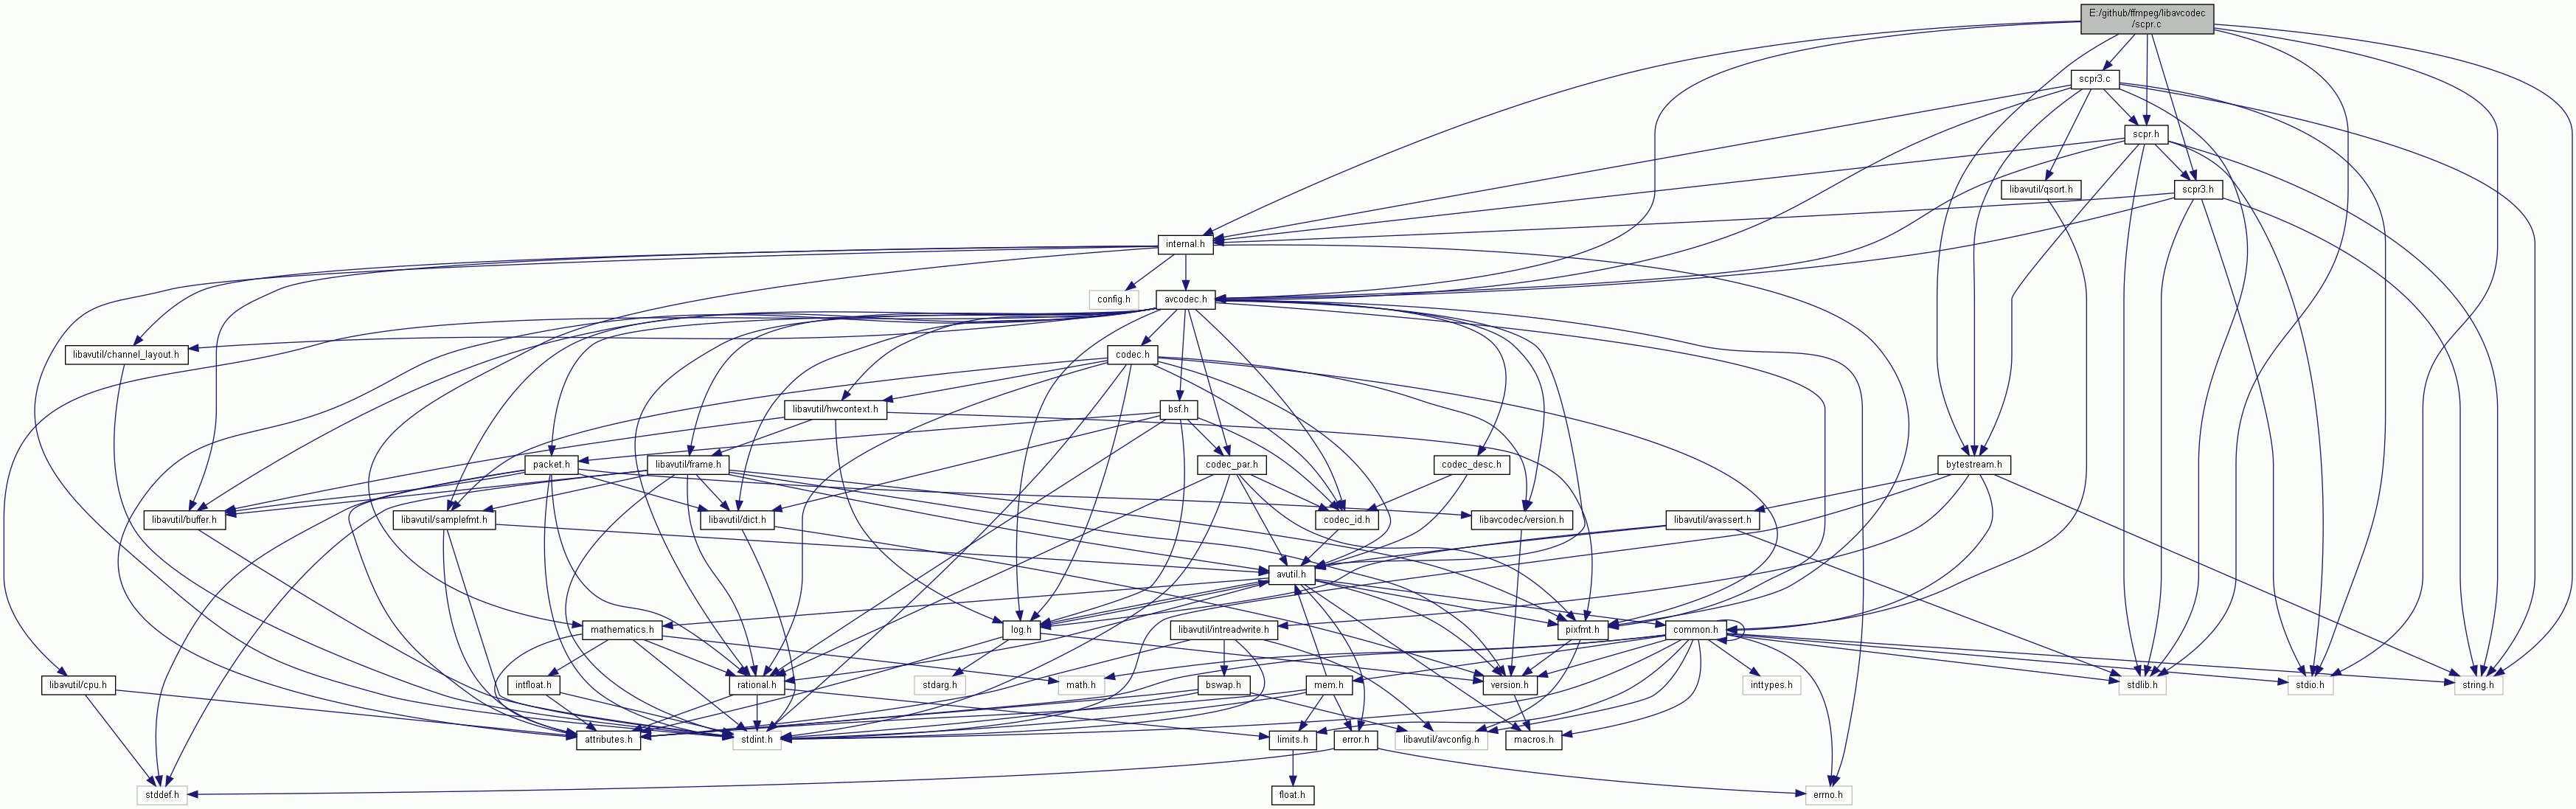 E:/github/ffmpeg/libavcodec
/scpr.c
scpr3.c
scpr.h
libavutil/qsort.h
scpr3.h
internal.h
config.h
avcodec.h
libavutil/channel_layout.h
codec.h
libavutil/hwcontext.h
bsf.h
packet.h
libavutil/frame.h
codec_par.h
codec_desc.h
bytestream.h
libavutil/buffer.h
libavutil/samplefmt.h
libavutil/dict.h
codec_id.h
libavcodec/version.h
libavutil/avassert.h
avutil.h
mathematics.h
log.h
libavutil/intreadwrite.h
pixfmt.h
common.h
libavutil/cpu.h
intfloat.h
rational.h
stdarg.h
math.h
bswap.h
mem.h
version.h
inttypes.h
stdlib.h
stdio.h
string.h
attributes.h
stdint.h
limits.h
error.h
libavutil/avconfig.h
macros.h
stddef.h
float.h
errno.h